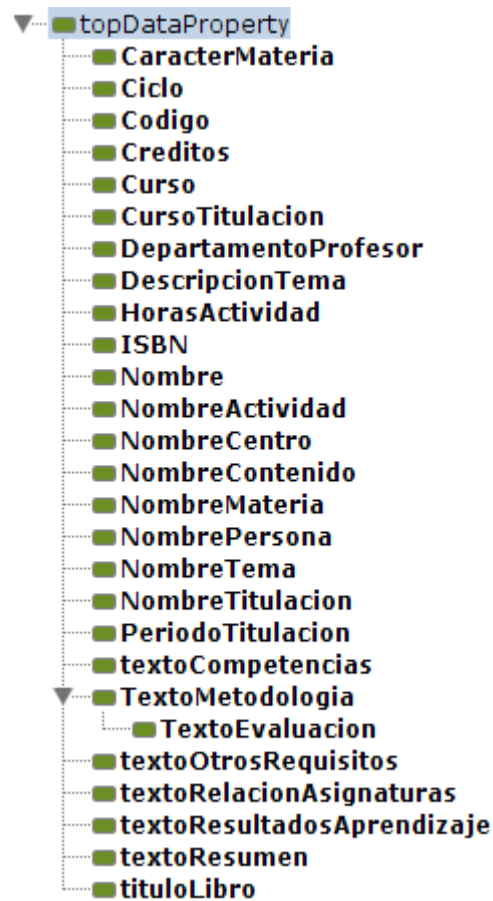 topDataProperty
CaracterMateria
Ciclo
Codigo
Creditos
Curso
CursoTitulacion
DepartamentoProfesor
DescripcionTema
HorasActividad
ISBN
Nombre
NombreActividad
NombreCentro
NombreContenido
NombreMateria
NombrePersona
NombreTema
NombreTitulacion
PeriodoTitulacion
textoCompetencias
TextoMetodologia
TextoEvaluacion
textoOtrosRequisitos
textoRelacionAsignaturas
textoResultadosAprendizaje
textoResumen
tituloLibro